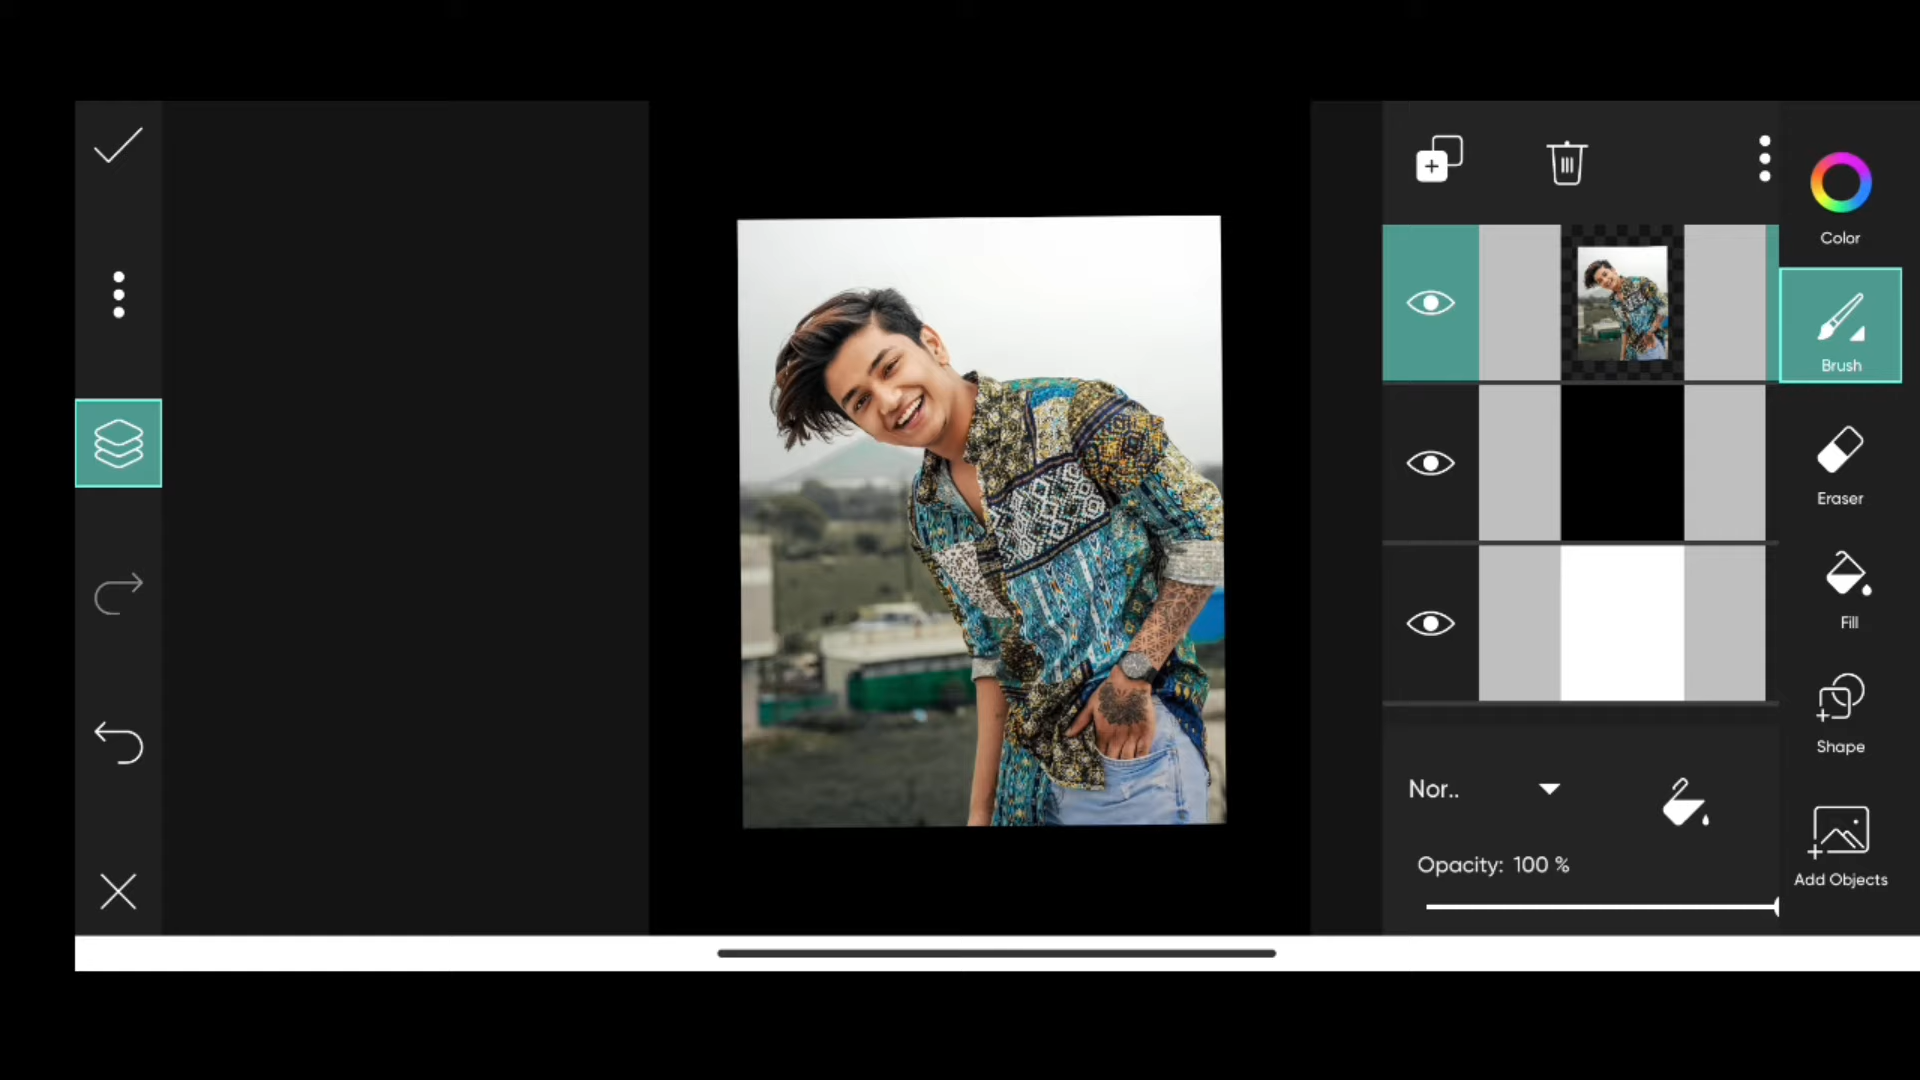 Color
Brush
Eraser
Fill
Shape
Nor..
Opacity: 100 %
Add Objects